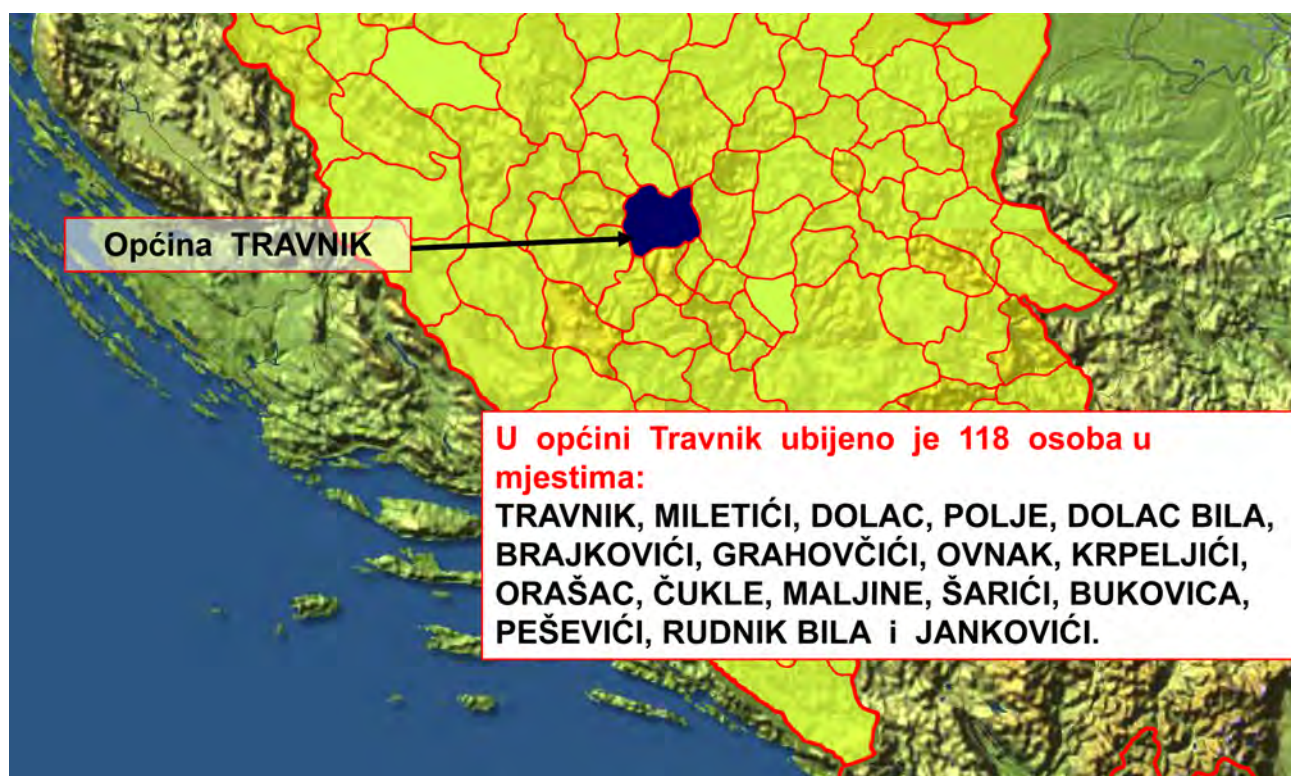 Općina TRAVNIK
U općini Travnik ubijeno je 118 osoba u
mjestima:
TRAVNIK, MILETIĆI, DOLAC, POLJE, DOLAC BILA,
BRAJKOVIĆI, GRAHOVČIĆI, OVNAK, KRPELJIĆI,
ORAŠAC, ČUKLE, MALJINE, ŠARIĆI, BUKOVICA,
PEŠEVIĆI, RUDNIK BILA i JANKOVIĆI.